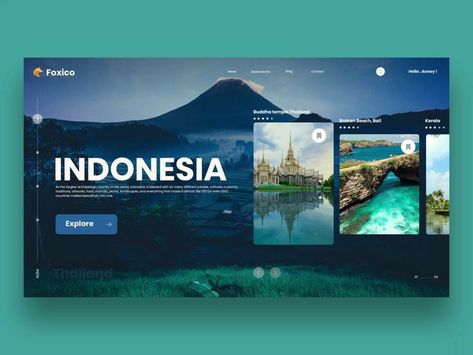 Foxico
News
Destinations
Blog
Contact
Hello , Anney !
Buddha temple Thailand
Broken Beach, Bali
Kerala
INDONESIA
As the largest archipelagic country in the world, Indonesia is blessed with so many different people, cultures, customs,
traditions, artworks, food, animals, plants, landscapes, and everything that made it almost like 100 (or even 200)
countries melted beautifully into one.
Explore
Thailand
01